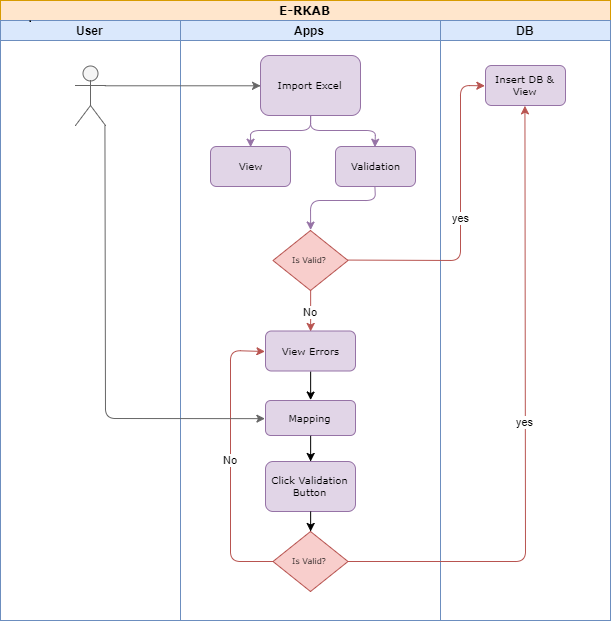 E-RKAB
User
Apps
DB
Import Excel
Insert DB &
View
View
Validation
yes
Is Valid?
No
View Errors
Mapping
yes
No
Click Validation
Button
Is Valid?